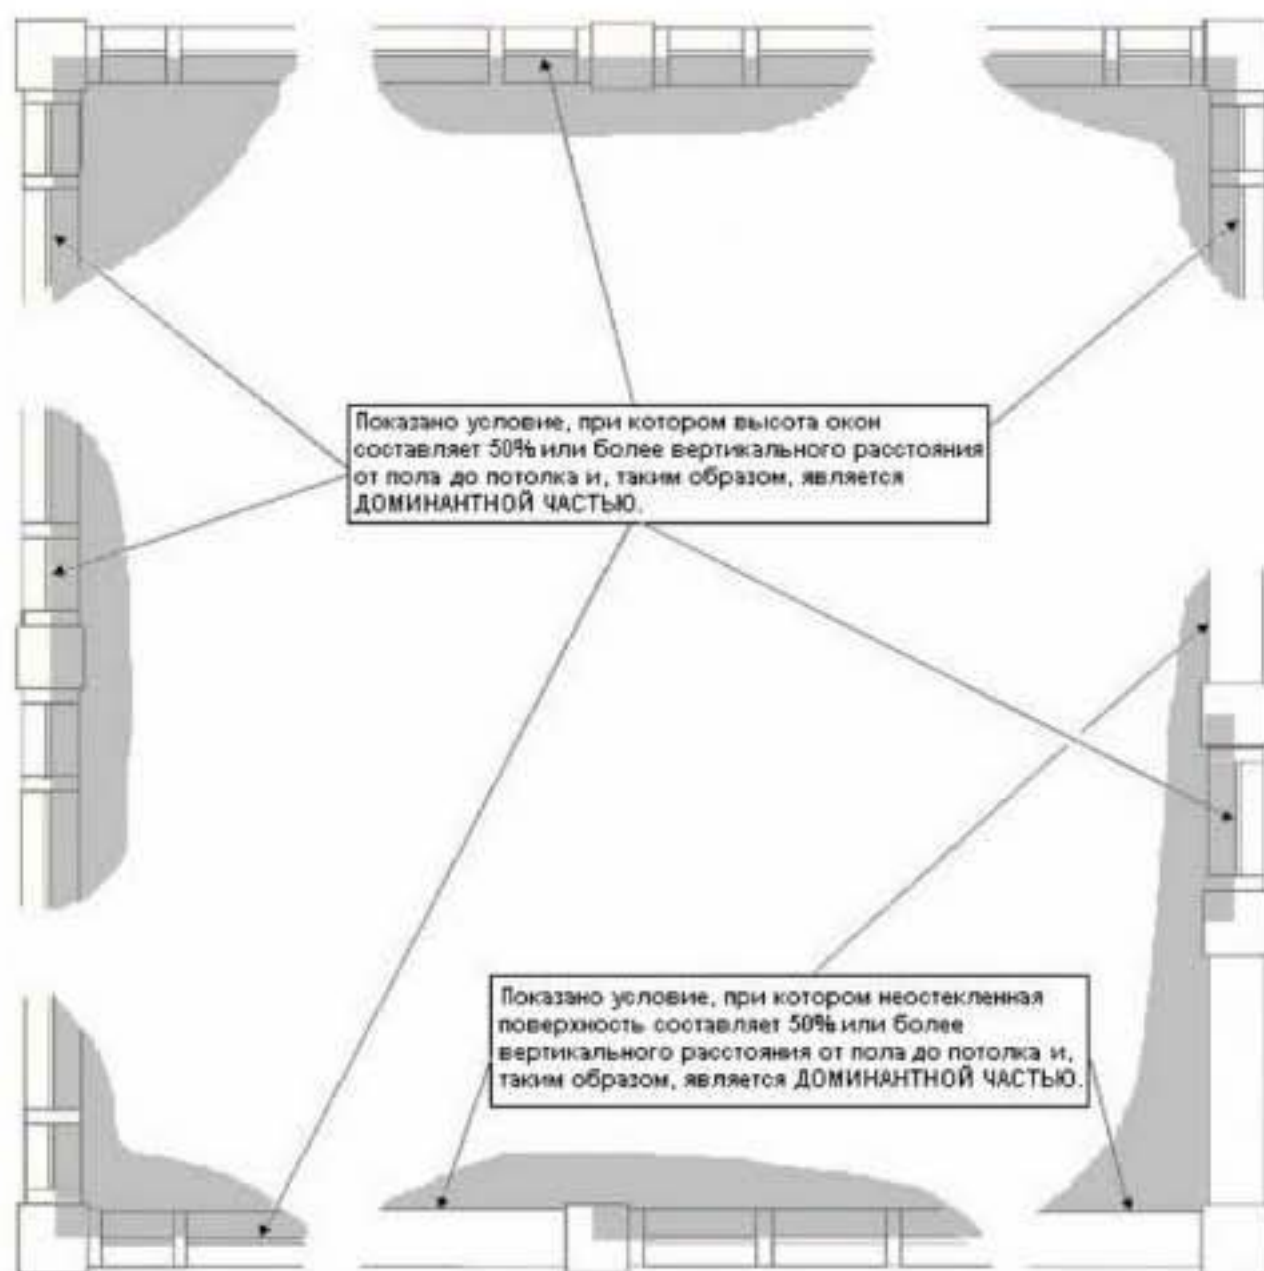 Показано условие, при котором высота окон
составляет 50% или более вертикального расстояния
от пола до потолка и, таким образом, является
ДОМИНАНТНОЙ ЧАСТЬЮ.
Показано условие, при котором неостекленная
поверхность составляет 50% или более
вертикального расстояния от пола до потолка и,
таким образом, является ДОМИНАНТНОЙ ЧАСТЬЮ.